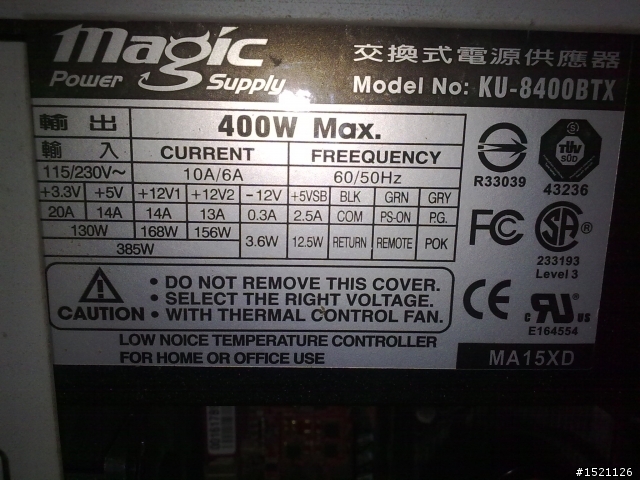 magic
Power Supply
交換式電源供應器
Model No: KU-8400BTX
輸出 400W Max.
輸入 CURRENT FREEQUENCY
115/230V~ 10A/6A 60/50Hz
+3.3V +5V +12V1 +12V2 -12V +5VSB BLK GRN GRY
20A 14A 14A 13A 0.3A 2.5A COM PS-ON P.G.
130W 168W 156W 3.6W 12.5W RETURN REMOTE POK
385W
R33039
S
TÜV
SÜD
43236
FC
SA ®
233193
Level 3
CE
c RU us
E164554
CAUTION
• DO NOT REMOVE THIS COVER.
• SELECT THE RIGHT VOLTAGE.
• WITH THERMAL CONTROL FAN.
LOW NOICE TEMPERATURE CONTROLLER
FOR HOME OR OFFICE USE
MA15XD
#1521126